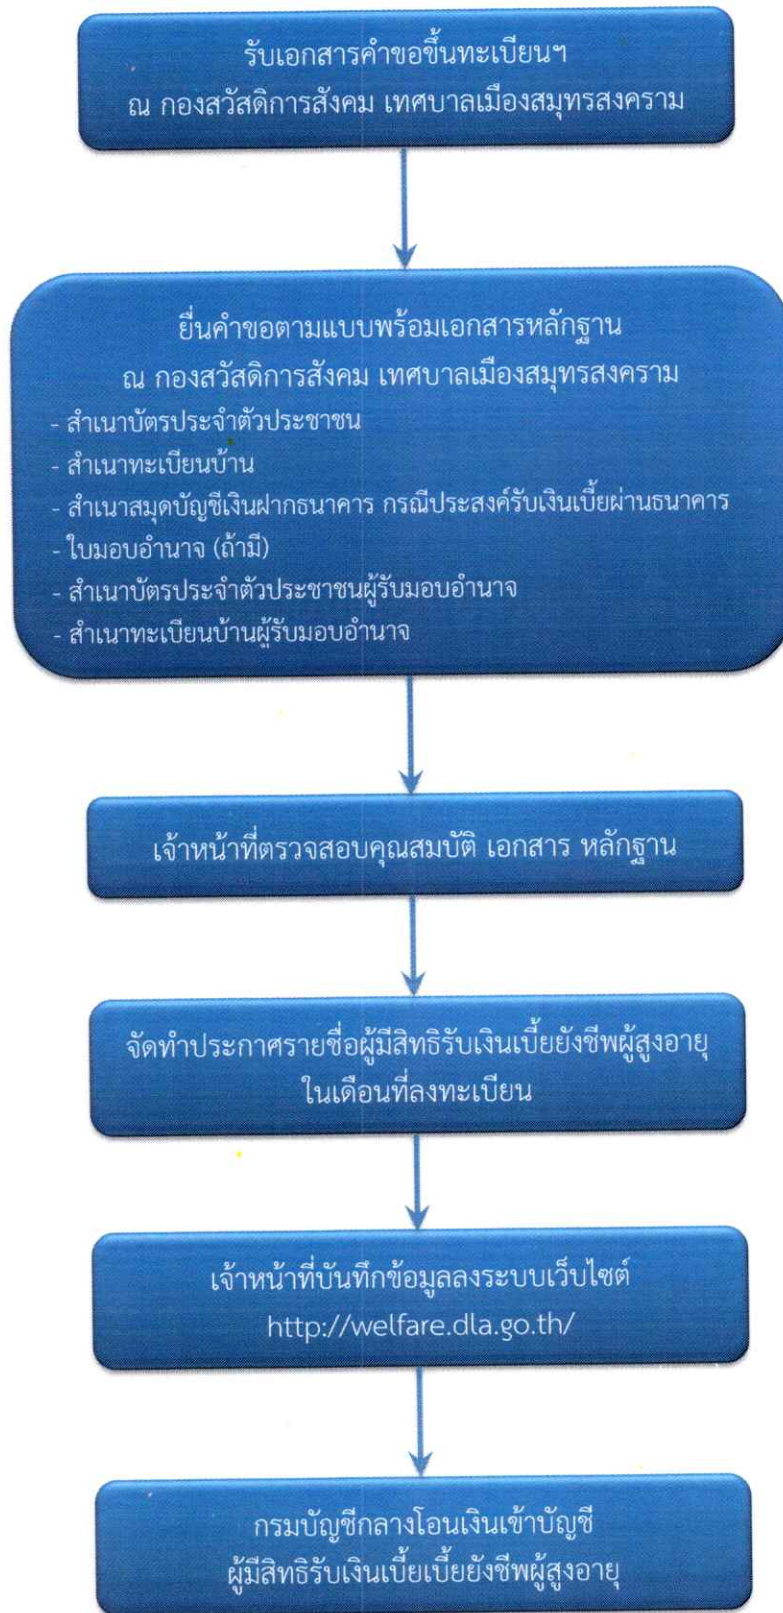 รับเอกสารคำขอขึ้นทะเบียนฯ
ณ กองสวัสดิการสังคม เทศบาลเมืองสมุทรสงคราม
ยื่นคำขอตามแบบพร้อมเอกสารหลักฐาน
ณ กองสวัสดิการสังคม เทศบาลเมืองสมุทรสงคราม
- สำเนาบัตรประจำตัวประชาชน
- สำเนาทะเบียนบ้าน
- สำเนาสมุดบัญชีเงินฝากธนาคาร กรณีประสงค์รับเงินเบี้ยผ่านธนาคาร
- ใบมอบอำนาจ (ถ้ามี)
- สำเนาบัตรประจำตัวประชาชนผู้รับมอบอำนาจ
- สำเนาทะเบียนบ้านผู้รับมอบอำนาจ
เจ้าหน้าที่ตรวจสอบคุณสมบัติ เอกสาร หลักฐาน
จัดทำประกาศรายชื่อผู้มีสิทธิรับเงินเบี้ยยังชีพผู้สูงอายุ
ในเดือนที่ลงทะเบียน
เจ้าหน้าที่บันทึกข้อมูลลงระบบเว็บไซต์
http://welfare.dla.go.th/
กรมบัญชีกลางโอนเงินเข้าบัญชี
ผู้มีสิทธิรับเงินเบี้ยเบี้ยยังชีพผู้สูงอายุ